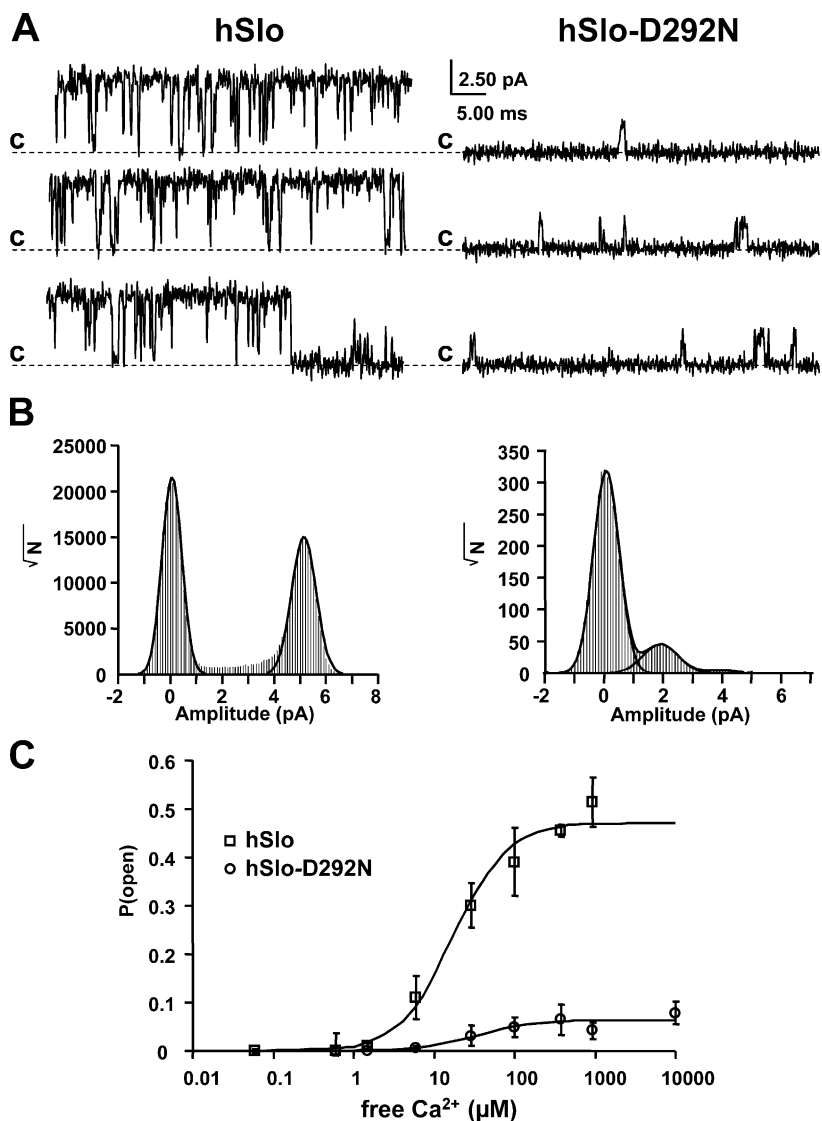 A
hSlo
hSlo-D292N
2.50 pA
5.00 ms
C
C
C
C
C
C
B
25000
20000
15000
10000
5000
0
√N
-2 0 2 4 6 8
Amplitude (pA)
350
300
250
200
150
100
50
0
√N
-2 0 2 4 6
Amplitude (pA)
C
0.6
0.5
0.4
0.3
0.2
0.1
0
P(open)
hSlo
hSlo-D292N
0.01 0.1 1 10 100 1000 10000
free Ca²⁺ (µM)